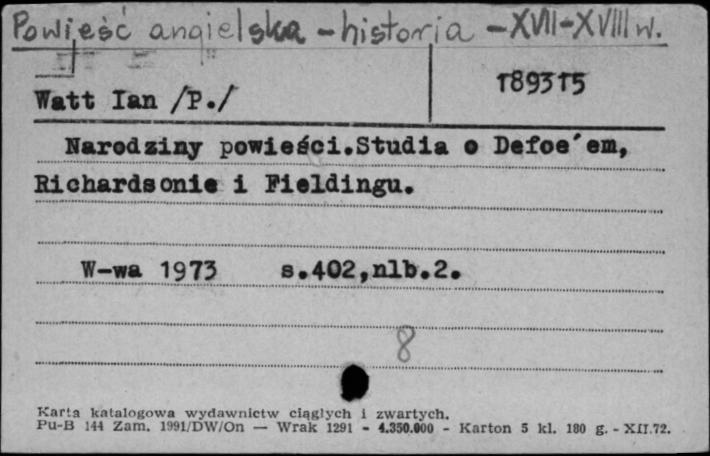 Powieść angielska - historia - XVII-XVIII w.
189315
Watt Ian /P./
Narodziny powieści.Studia o Defoe´em,
Richardsonie i Fieldingu.
W-wa 1973 s.402,nlb.2.
8
Karta katalogowa wydawnictw ciągłych i zwartych.
Pu-B 144 Zam. 1991/DW/On — Wrak 1291 - 4.350.000 - Karton 5 kl. 180 g. - XII.72.